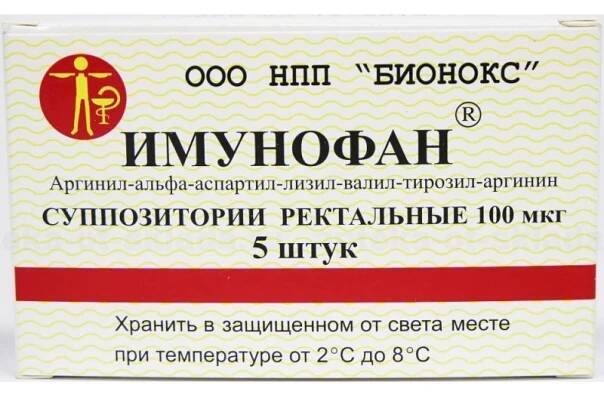 ООО НПП "БИОНОКС"
ИМУНОФАН®
Аргинил-альфа-аспартил-лизил-валил-тирозил-аргинин
СУППОЗИТОРИИ РЕКТАЛЬНЫЕ 100 мкг
5 штук
Хранить в защищенном от света месте
при температуре от 2°С до 8°С